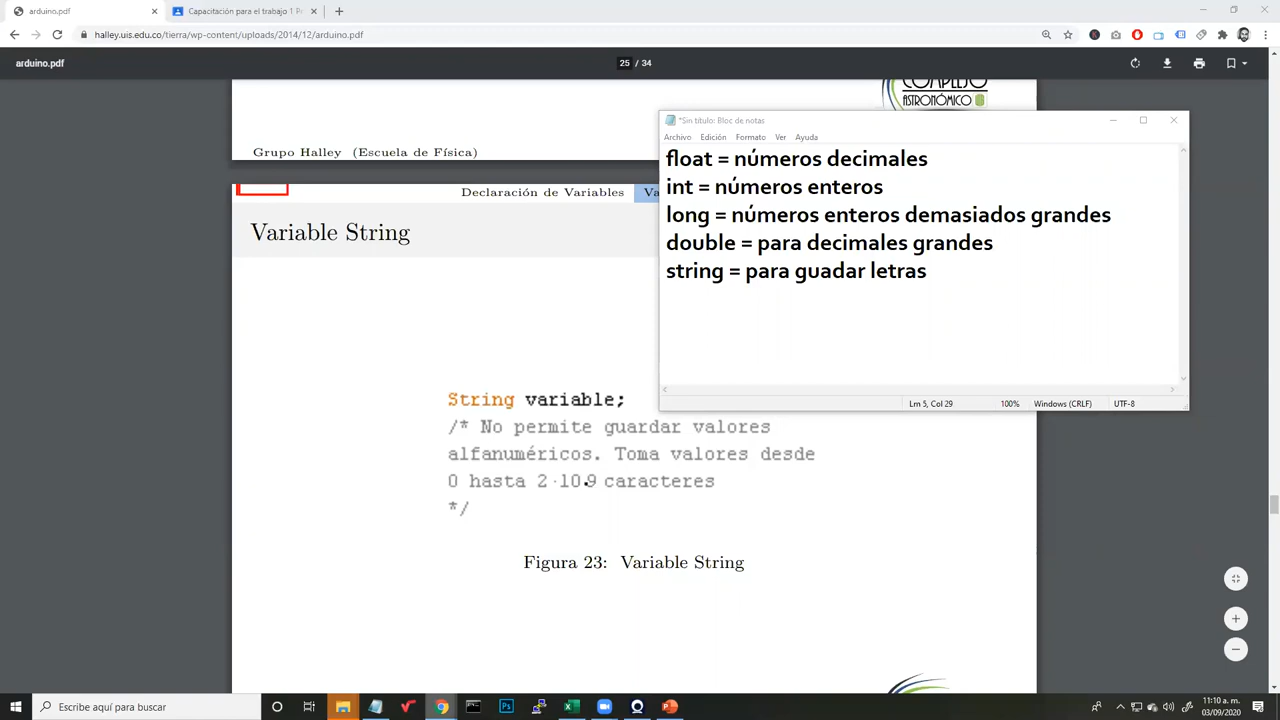 arduino.pdf
Capacitación para el trabajo 1 Pe
halley.uis.edu.co/tierra/wp-content/uploads/2014/12/arduino.pdf
arduino.pdf
25 / 34
COMPLEJO
ASTRONÓMICO
Grupo Halley (Escuela de Física)
Declaración de Variables
Va
Variable String
String variable;
/* No permite guardar valores
alfanuméricos. Toma valores desde
0 hasta 2·10.9 caracteres
*/
Figura 23: Variable String
*Sin título: Bloc de notas
Archivo Edición Formato Ver Ayuda
float = números decimales
int = números enteros
long = números enteros demasiados grandes
double = para decimales grandes
string = para guadar letras
Lm 5, Col 29
100%
Windows (CRLF)
UTF-8
Escribe aquí para buscar
11:10 a. m.
03/09/2020